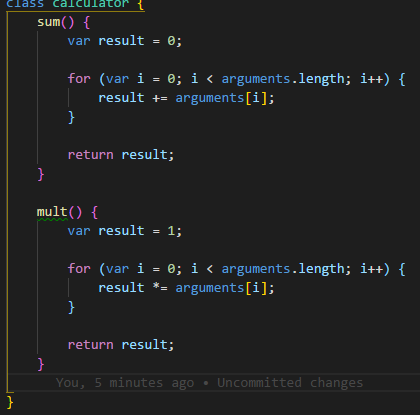 class calculator {
sum() {
var result = 0;
for (var i = 0; i < arguments.length; i++) {
result += arguments[i];
}
return result;
}
mult() {
var result = 1;
for (var i = 0; i < arguments.length; i++) {
result *= arguments[i];
}
return result;
}
You, 5 minutes ago • Uncommitted changes
}